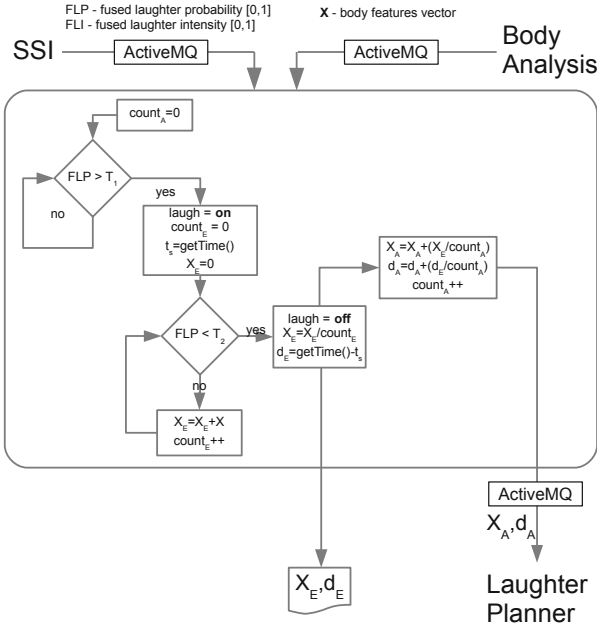 FLP - fused laughter probability [0,1]
FLI - fused laughter intensity [0,1]
X - body features vector
SSI
ActiveMQ
ActiveMQ
Body
Analysis
count_A=0
FLP > T_1
yes
no
laugh = on
count_E = 0
t_s=getTime()
X_E=0
FLP < T_2
yes
no
X_E=X_E+X
count_E++
laugh = off
X_E=X_E/count_E
d_E=getTime()-t_s
X_A=X_A+(X_E/count_A)
d_A=d_A+(d_E/count_A)
count_A++
ActiveMQ
X_A,d_A
X_E,d_E
Laughter
Planner